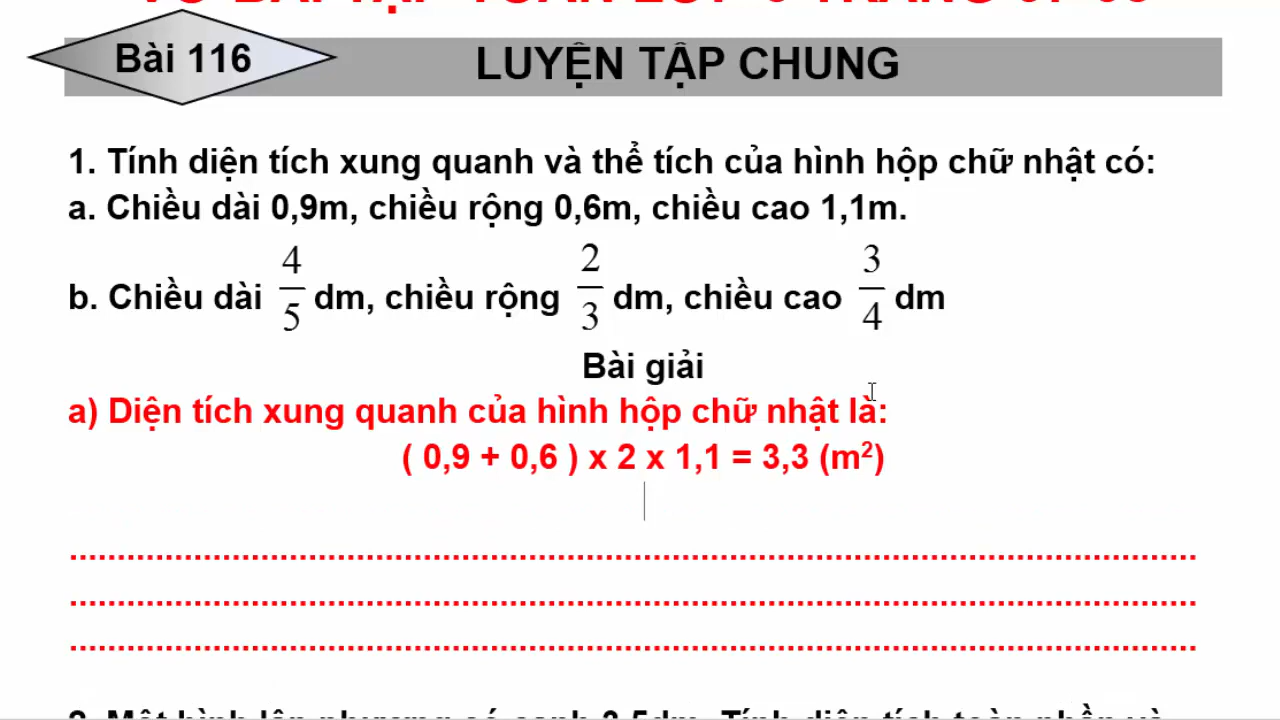 Bài 116
LUYỆN TẬP CHUNG
1. Tính diện tích xung quanh và thể tích của hình hộp chữ nhật có:
a. Chiều dài 0,9m, chiều rộng 0,6m, chiều cao 1,1m.
b. Chiều dài 4/5 dm, chiều rộng 2/3 dm, chiều cao 3/4 dm
Bài giải
a) Diện tích xung quanh của hình hộp chữ nhật là:
( 0,9 + 0,6 ) x 2 x 1,1 = 3,3 (m²)